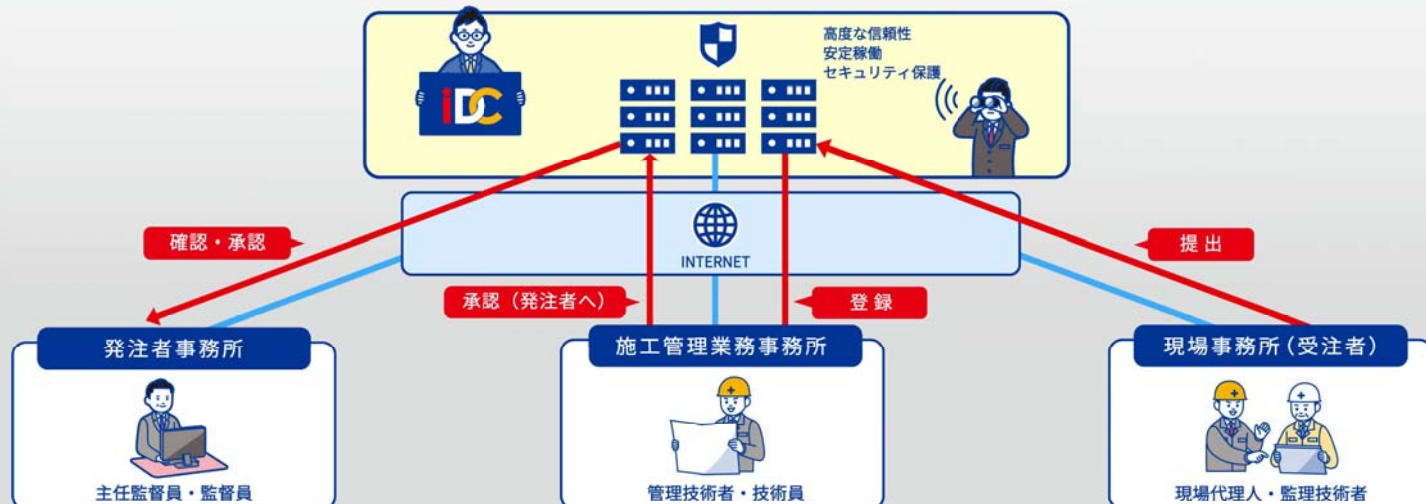 iDC
高度な信頼性
安定稼働
セキュリティ保護
INTERNET
確認・承認
承認（発注者へ）
登録
提出
発注者事務所
主任監督員・監督員
施工管理業務事務所
管理技術者・技術員
現場事務所（受注者）
現場代理人・監理技術者